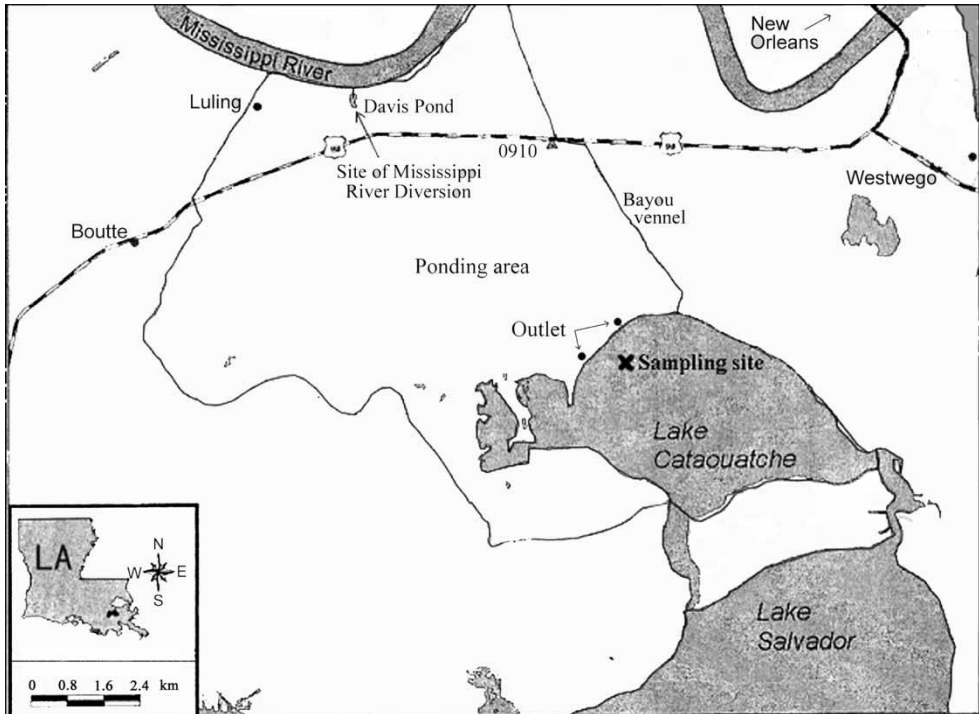 Mississippi River
New
Orleans
Luling
Davis Pond
0910
Site of Mississippi
River Diversion
Westwego
Bayou
vennel
Boutte
Ponding area
Outlet
Sampling site
Lake
Cataouatche
LA
N
W E
S
Lake
Salvador
0 0.8 1.6 2.4 km